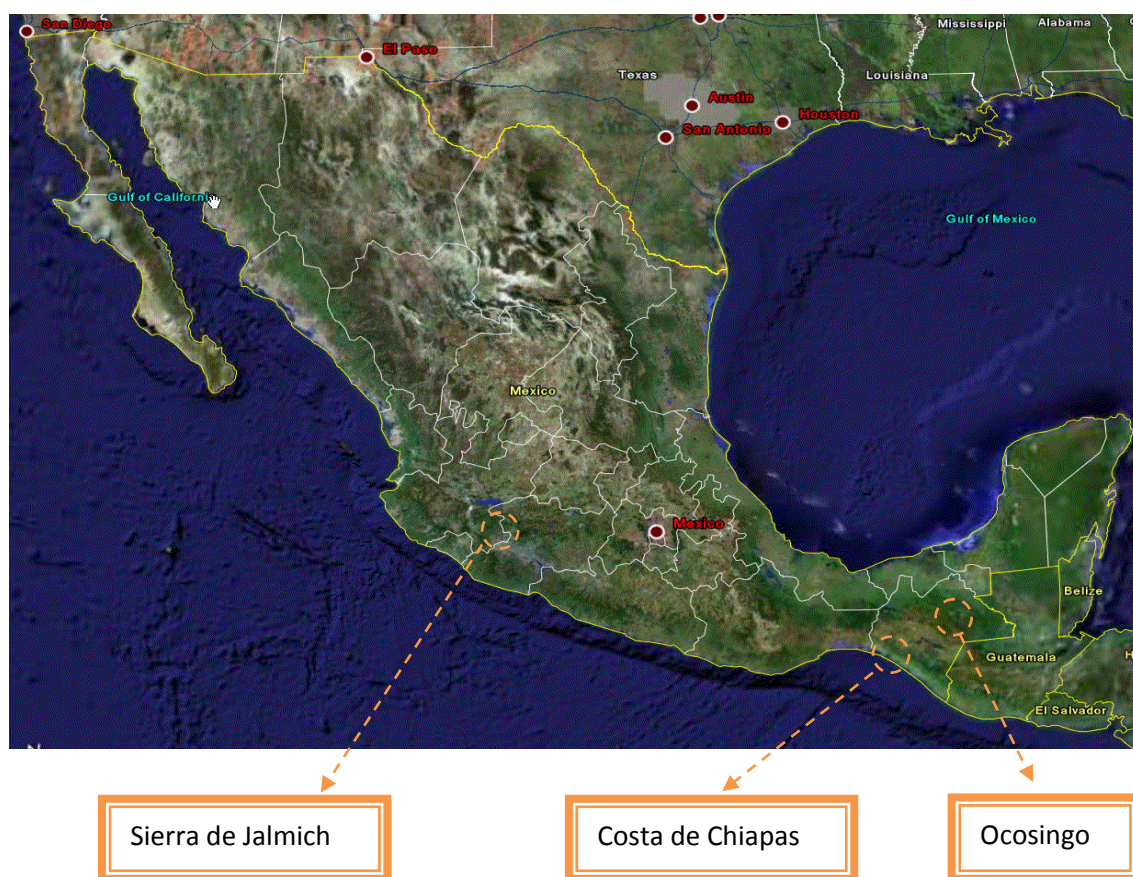 San Diego
El Paso
Mississippi
Alabama
Texas
Louisiana
Austin
Houston
San Antonio
Gulf of Californi
Gulf of Mexico
Mexico
Mexico
Belize
Guatemala
H
El Salvador
Sierra de Jalmich
Costa de Chiapas
Ocosingo